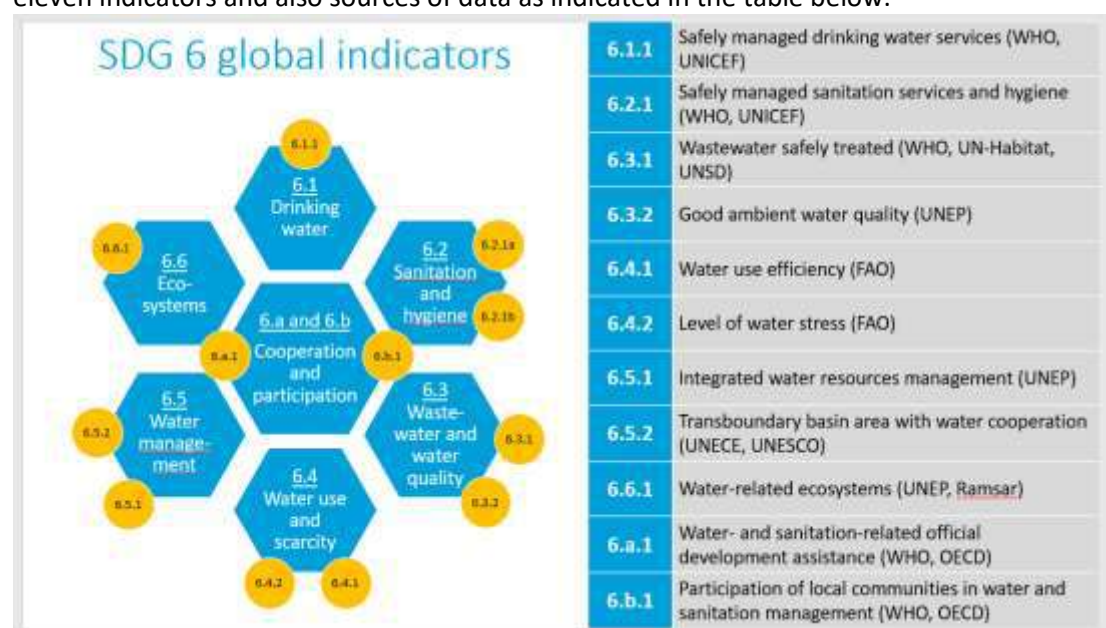 eleven indicators and also sources of data as indicated in the table below:
SDG 6 global indicators
6.1.1
6.1
Drinking
water
6.6.1
6.6
Eco-
systems
6.2
Sanitation
and
hygiene
6.2.1a
6.2.1b
6.a and 6.b
Cooperation
and
participation
6.a.1
6.b.1
6.5
Water
manage-
ment
6.5.2
6.5.1
6.3
Waste-
water and
water
quality
6.3.1
6.3.2
6.4
Water use
and
scarcity
6.4.2
6.4.1
6.1.1
Safely managed drinking water services (WHO,
UNICEF)
6.2.1
Safely managed sanitation services and hygiene
(WHO, UNICEF)
6.3.1
Wastewater safely treated (WHO, UN-Habitat,
UNSD)
6.3.2
Good ambient water quality (UNEP)
6.4.1
Water use efficiency (FAO)
6.4.2
Level of water stress (FAO)
6.5.1
Integrated water resources management (UNEP)
6.5.2
Transboundary basin area with water cooperation
(UNECE, UNESCO)
6.6.1
Water-related ecosystems (UNEP, Ramsar)
6.a.1
Water- and sanitation-related official
development assistance (WHO, OECD)
6.b.1
Participation of local communities in water and
sanitation management (WHO, OECD)